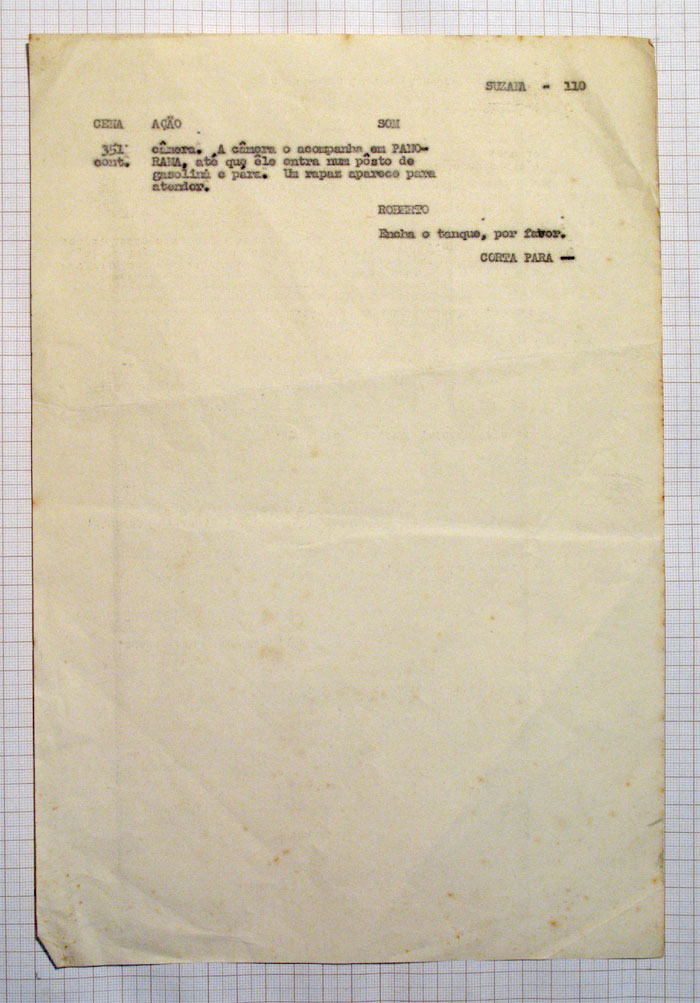 SUZANA - 110
CENA AÇÃO SOM
351 câmera. A câmera o acompanha em PANO-
cont. RAMA, até que êle entra num pôsto de
gasolina e para. Um rapaz aparece para
atender.
ROBERTO
Encha o tanque, por favor.
CORTA PARA —